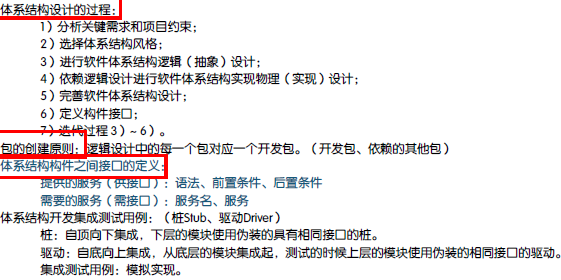 体系结构设计的过程：
1）分析关键需求和项目约束；
2）选择体系结构风格；
3）进行软件体系结构逻辑（抽象）设计；
4）依赖逻辑设计进行软件体系结构实现物理（实现）设计；
5）完善软件体系结构设计；
6）定义构件接口；
7）迭代过程 3）~ 6）。
包的创建原则：逻辑设计中的每一个包对应一个开发包。（开发包、依赖的其他包）
体系结构构件之间接口的定义：
提供的服务（供接口）：语法、前置条件、后置条件
需要的服务（需接口）：服务名、服务
体系结构开发集成测试用例：（桩Stub、驱动Driver）
桩：自顶向下集成，下层的模块使用伪装的具有相同接口的桩。
驱动：自底向上集成，从底层的模块集成起，测试的时候上层的模块使用伪装的相同接口的驱动。
集成测试用例：模拟实现。